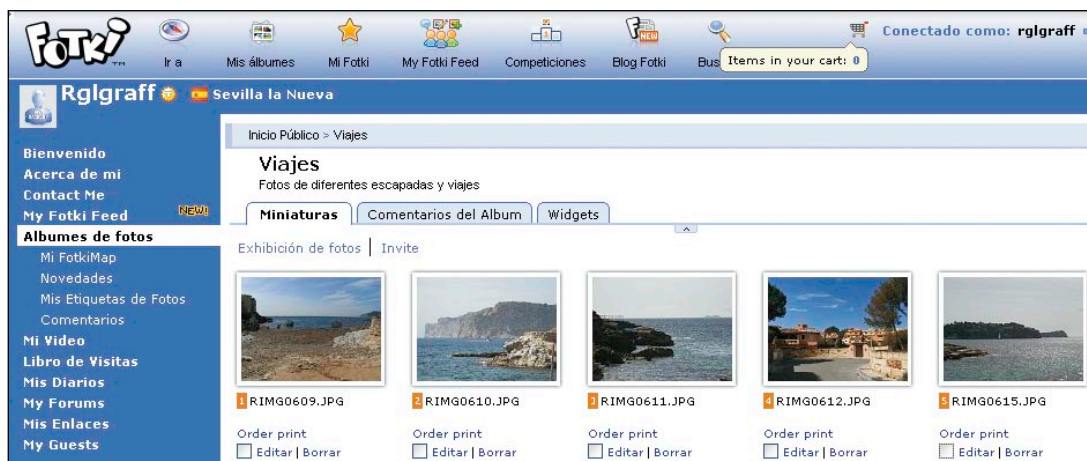 FOTKI TM
Ir a
Mis álbumes
Mi Fotki
My Fotki Feed
Competiciones
NEW
Blog Fotki
Bus
Items in your cart: 0
Conectado como: rglgraff
Rglgraff
Sevilla la Nueva
Bienvenido
Acerca de mi
Contact Me
My Fotki Feed NEW!
Albumes de fotos
Mi FotkiMap
Novedades
Mis Etiquetas de Fotos
Comentarios
Mi Video
Libro de Visitas
Mis Diarios
My Forums
Mis Enlaces
My Guests
Inicio Público > Viajes
Viajes
Fotos de diferentes escapadas y viajes
Miniaturas Comentarios del Album Widgets
Exhibición de fotos | Invite
1 RIMG0609.JPG 2 RIMG0610.JPG 3 RIMG0611.JPG 4 RIMG0612.JPG 5 RIMG0615.JPG
Order print Order print Order print Order print Order print
Editar | Borrar Editar | Borrar Editar | Borrar Editar | Borrar Editar | Borrar